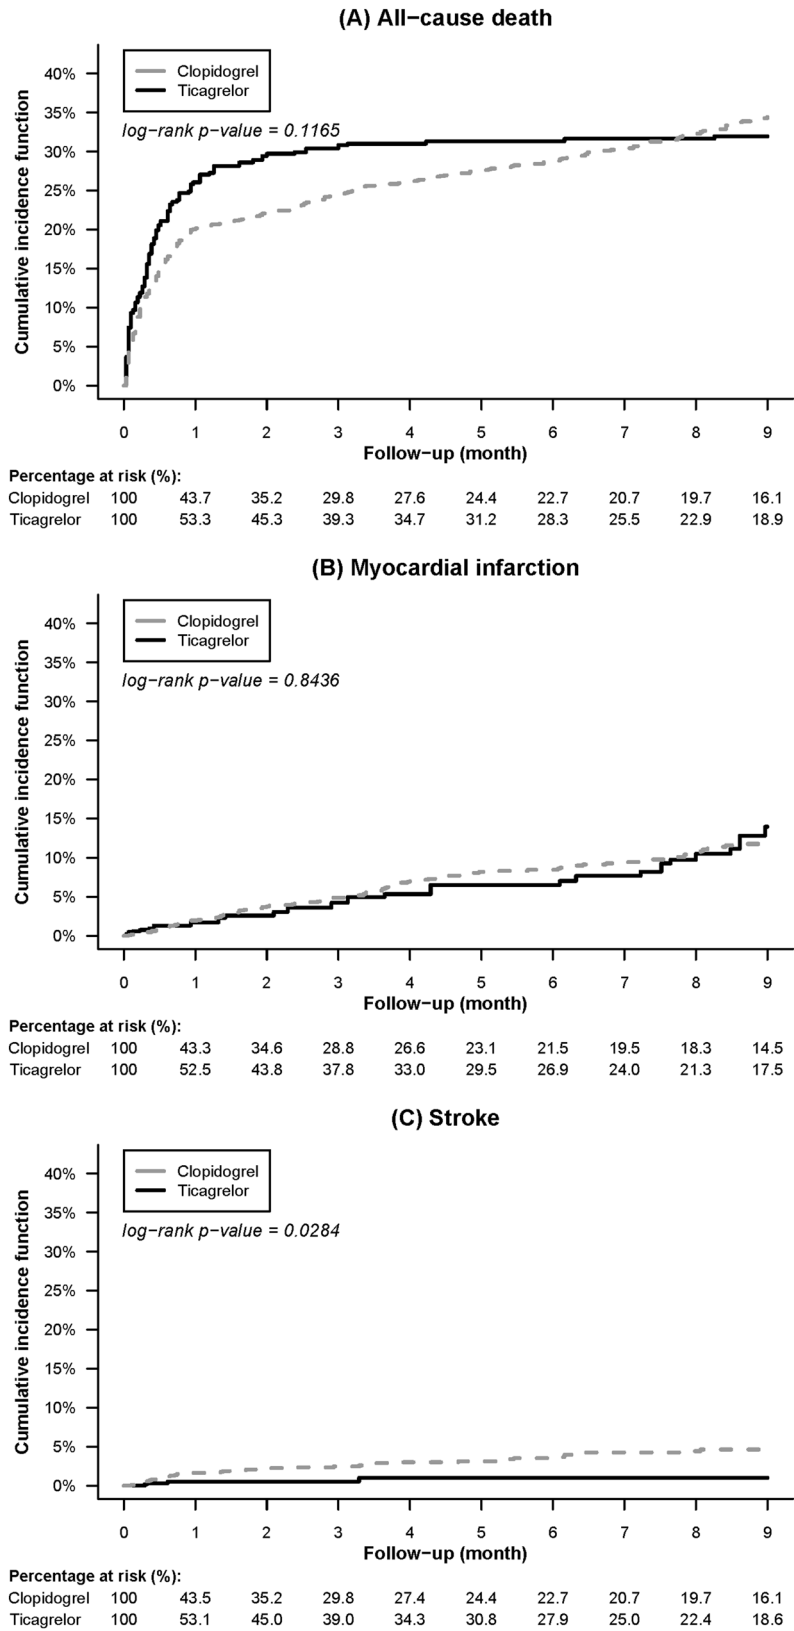 (A) All−cause death
Cumulative incidence function
40%
35%
30%
25%
20%
15%
10%
5%
0%
Clopidogrel
Ticagrelor
log−rank p−value = 0.1165
0 1 2 3 4 5 6 7 8 9
Follow−up (month)
Percentage at risk (%):
Clopidogrel 100 43.7 35.2 29.8 27.6 24.4 22.7 20.7 19.7 16.1
Ticagrelor 100 53.3 45.3 39.3 34.7 31.2 28.3 25.5 22.9 18.9
(B) Myocardial infarction
Cumulative incidence function
40%
35%
30%
25%
20%
15%
10%
5%
0%
Clopidogrel
Ticagrelor
log−rank p−value = 0.8436
0 1 2 3 4 5 6 7 8 9
Follow−up (month)
Percentage at risk (%):
Clopidogrel 100 43.3 34.6 28.8 26.6 23.1 21.5 19.5 18.3 14.5
Ticagrelor 100 52.5 43.8 37.8 33.0 29.5 26.9 24.0 21.3 17.5
(C) Stroke
Cumulative incidence function
40%
35%
30%
25%
20%
15%
10%
5%
0%
Clopidogrel
Ticagrelor
log−rank p−value = 0.0284
0 1 2 3 4 5 6 7 8 9
Follow−up (month)
Percentage at risk (%):
Clopidogrel 100 43.5 35.2 29.8 27.4 24.4 22.7 20.7 19.7 16.1
Ticagrelor 100 53.1 45.0 39.0 34.3 30.8 27.9 25.0 22.4 18.6